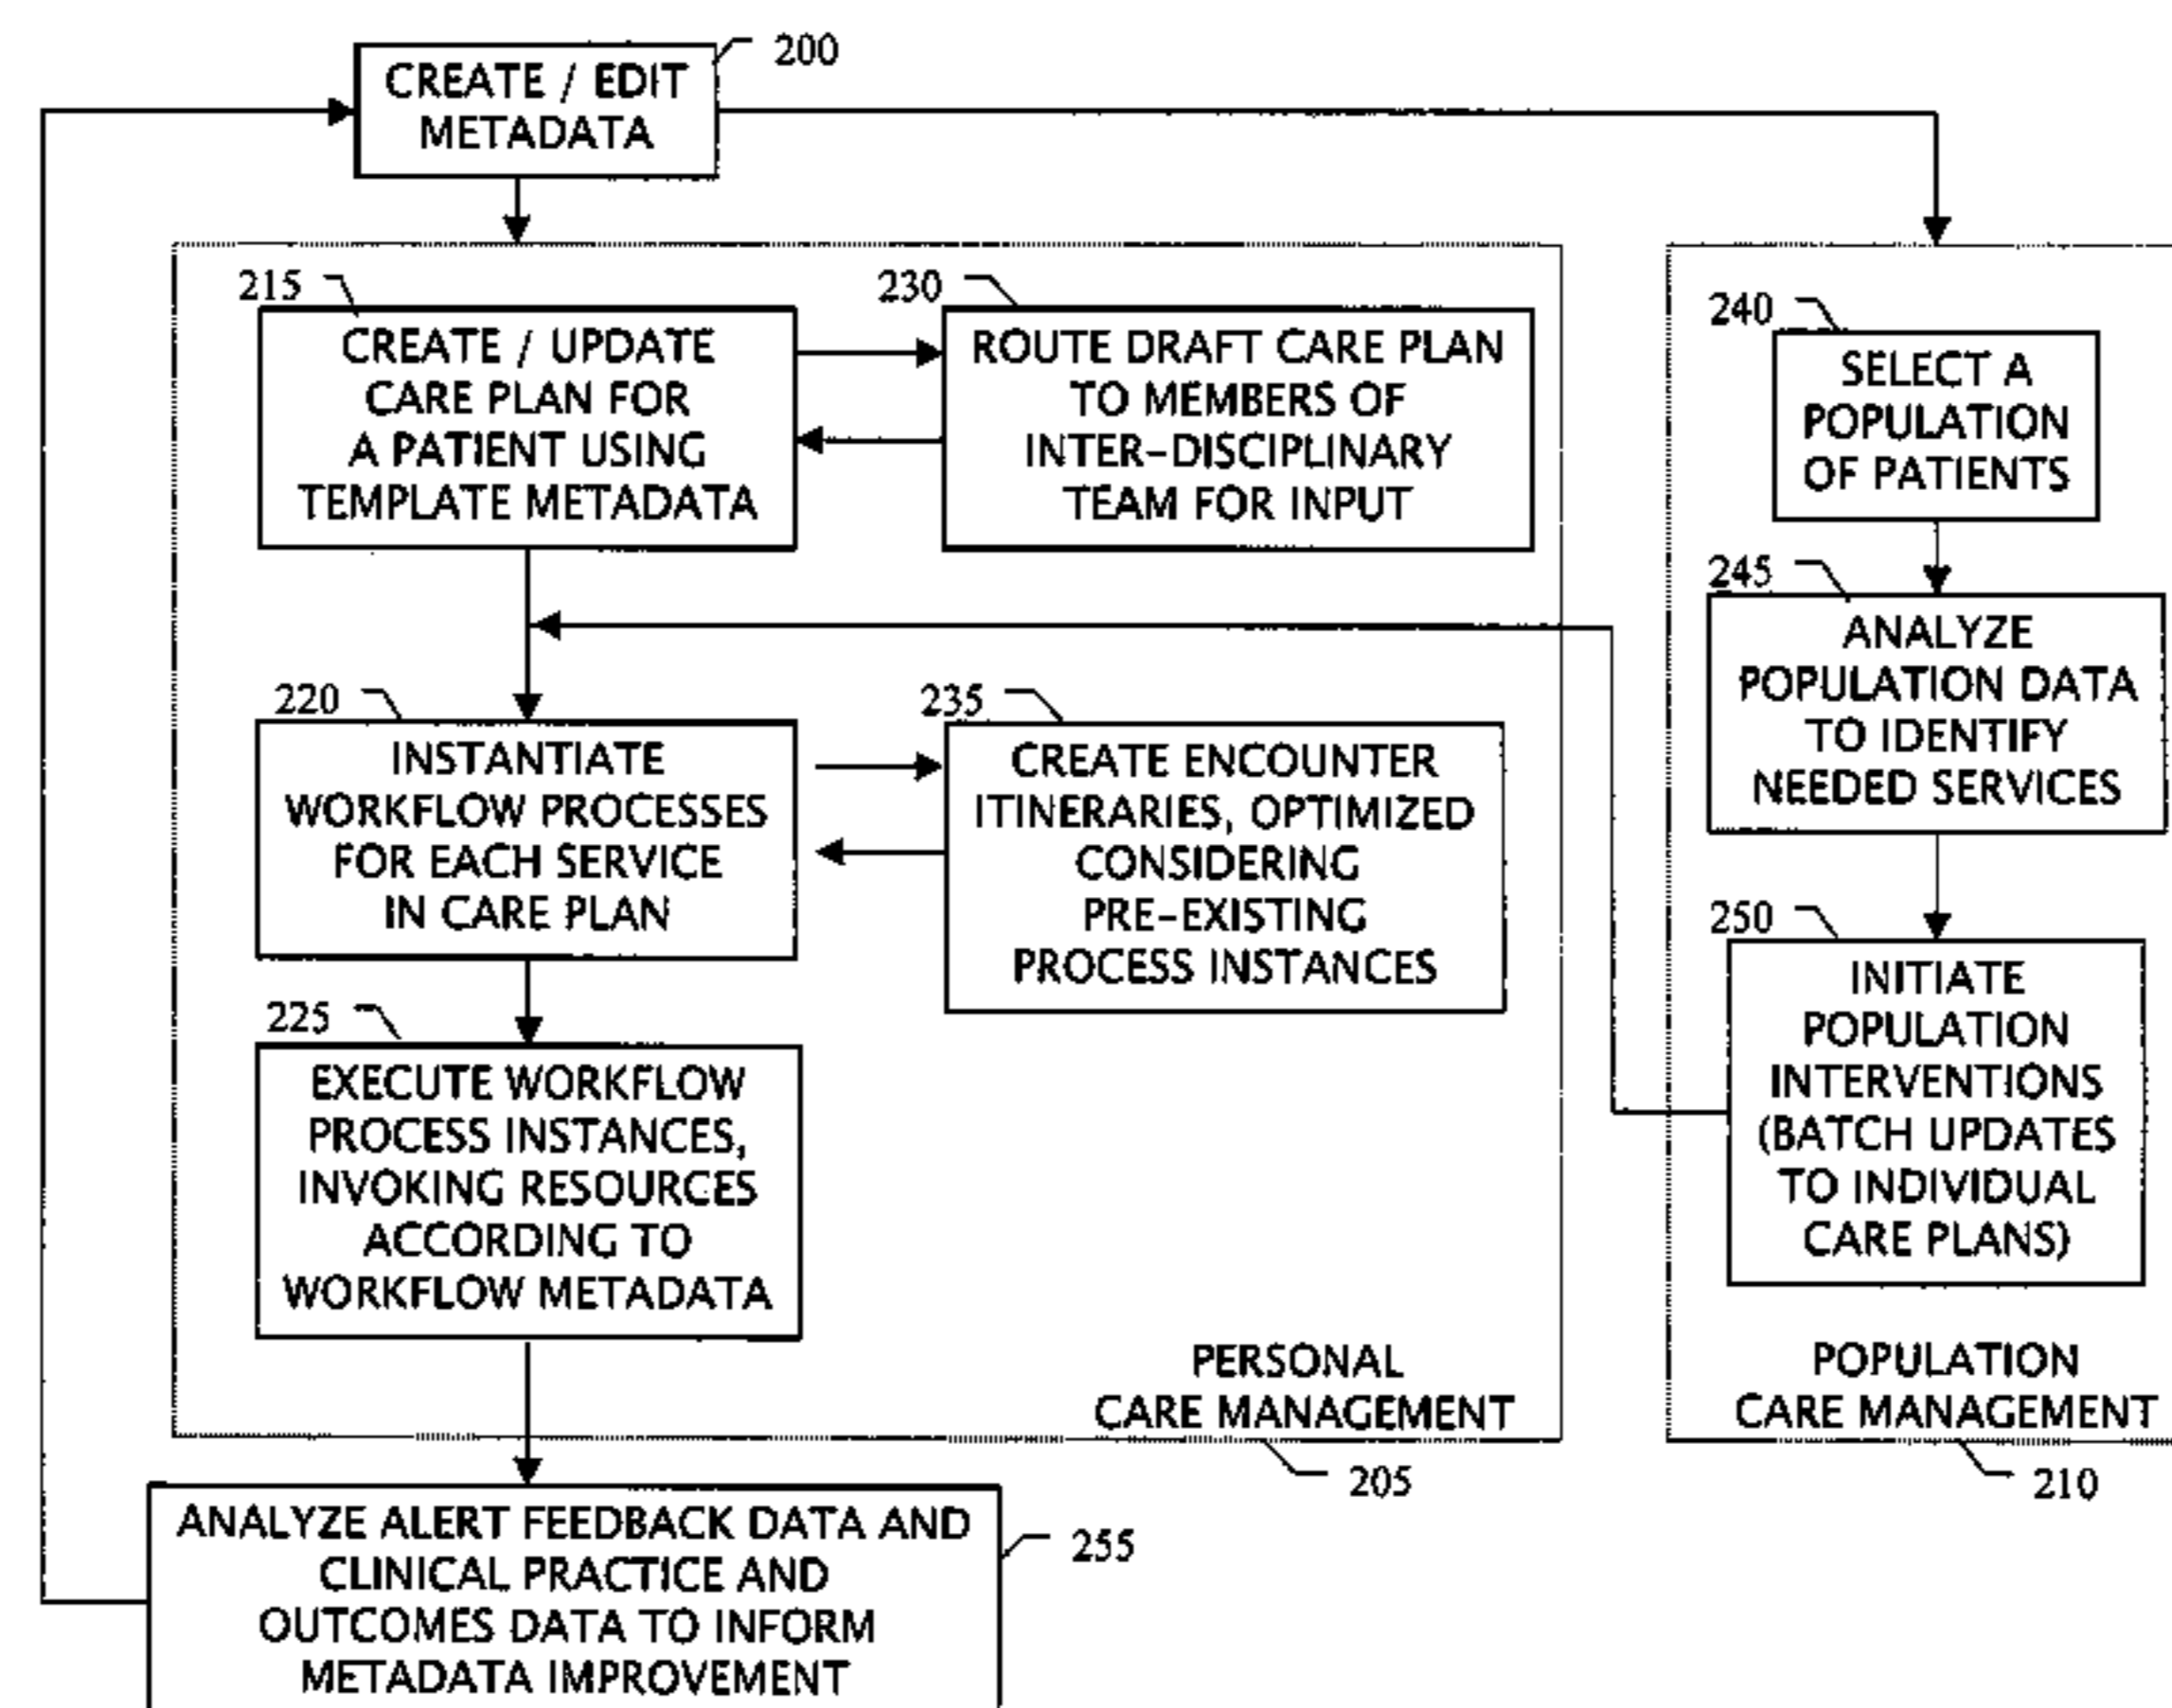 200
CREATE / EDIT
METADATA
215
CREATE / UPDATE
CARE PLAN FOR
A PATIENT USING
TEMPLATE METADATA
230
ROUTE DRAFT CARE PLAN
TO MEMBERS OF
INTER-DISCIPLINARY
TEAM FOR INPUT
220
INSTANTIATE
WORKFLOW PROCESSES
FOR EACH SERVICE
IN CARE PLAN
235
CREATE ENCOUNTER
ITINERARIES, OPTIMIZED
CONSIDERING
PRE-EXISTING
PROCESS INSTANCES
225
EXECUTE WORKFLOW
PROCESS INSTANCES,
INVOKING RESOURCES
ACCORDING TO
WORKFLOW METADATA
PERSONAL
CARE MANAGEMENT
205
240
SELECT A
POPULATION
OF PATIENTS
245
ANALYZE
POPULATION DATA
TO IDENTIFY
NEEDED SERVICES
250
INITIATE
POPULATION
INTERVENTIONS
(BATCH UPDATES
TO INDIVIDUAL
CARE PLANS)
POPULATION
CARE MANAGEMENT
210
ANALYZE ALERT FEEDBACK DATA AND
CLINICAL PRACTICE AND
OUTCOMES DATA TO INFORM
METADATA IMPROVEMENT
255